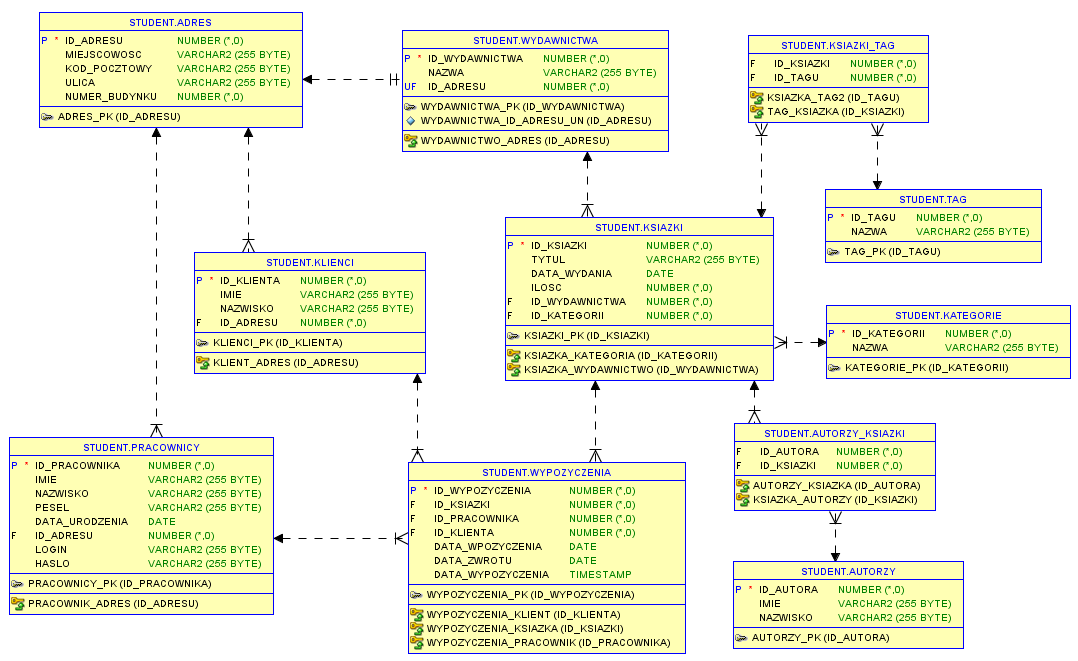 STUDENT.ADRES
P * ID_ADRESU NUMBER (*,0)
MIEJSCOWOSC VARCHAR2 (255 BYTE)
KOD_POCZTOWY VARCHAR2 (255 BYTE)
ULICA VARCHAR2 (255 BYTE)
NUMER_BUDYNKU NUMBER (*,0)
ADRES_PK (ID_ADRESU)
STUDENT.WYDAWNICTWA
P * ID_WYDAWNICTWA NUMBER (*,0)
NAZWA VARCHAR2 (255 BYTE)
UF ID_ADRESU NUMBER (*,0)
WYDAWNICTWA_PK (ID_WYDAWNICTWA)
WYDAWNICTWA_ID_ADRESU_UN (ID_ADRESU)
WYDAWNICTWO_ADRES (ID_ADRESU)
STUDENT.KSIAZKI_TAG
F ID_KSIAZKI NUMBER (*,0)
F ID_TAGU NUMBER (*,0)
KSIAZKA_TAG2 (ID_TAGU)
TAG_KSIAZKA (ID_KSIAZKI)
STUDENT.TAG
P * ID_TAGU NUMBER (*,0)
NAZWA VARCHAR2 (255 BYTE)
TAG_PK (ID_TAGU)
STUDENT.KLIENCI
P * ID_KLIENTA NUMBER (*,0)
IMIE VARCHAR2 (255 BYTE)
NAZWISKO VARCHAR2 (255 BYTE)
F ID_ADRESU NUMBER (*,0)
KLIENCI_PK (ID_KLIENTA)
KLIENT_ADRES (ID_ADRESU)
STUDENT.KSIAZKI
P * ID_KSIAZKI NUMBER (*,0)
TYTUL VARCHAR2 (255 BYTE)
DATA_WYDANIA DATE
ILOSC NUMBER (*,0)
F ID_WYDAWNICTWA NUMBER (*,0)
F ID_KATEGORII NUMBER (*,0)
KSIAZKI_PK (ID_KSIAZKI)
KSIAZKA_KATEGORIA (ID_KATEGORII)
KSIAZKA_WYDAWNICTWO (ID_WYDAWNICTWA)
STUDENT.KATEGORIE
P * ID_KATEGORII NUMBER (*,0)
NAZWA VARCHAR2 (255 BYTE)
KATEGORIE_PK (ID_KATEGORII)
STUDENT.PRACOWNICY
P * ID_PRACOWNIKA NUMBER (*,0)
IMIE VARCHAR2 (255 BYTE)
NAZWISKO VARCHAR2 (255 BYTE)
PESEL VARCHAR2 (255 BYTE)
DATA_URODZENIA DATE
F ID_ADRESU NUMBER (*,0)
LOGIN VARCHAR2 (255 BYTE)
HASLO VARCHAR2 (255 BYTE)
PRACOWNICY_PK (ID_PRACOWNIKA)
PRACOWNIK_ADRES (ID_ADRESU)
STUDENT.WYPOZYCZENIA
P * ID_WYPOZYCZENIA NUMBER (*,0)
F ID_KSIAZKI NUMBER (*,0)
F ID_PRACOWNIKA NUMBER (*,0)
F ID_KLIENTA NUMBER (*,0)
DATA_WPOZYCZENIA DATE
DATA_ZWROTU DATE
DATA_WYPOZYCZENIA TIMESTAMP
WYPOZYCZENIA_PK (ID_WYPOZYCZENIA)
WYPOZYCZENIA_KLIENT (ID_KLIENTA)
WYPOZYCZENIA_KSIAZKA (ID_KSIAZKI)
WYPOZYCZENIA_PRACOWNIK (ID_PRACOWNIKA)
STUDENT.AUTORZY_KSIAZKI
F ID_AUTORA NUMBER (*,0)
F ID_KSIAZKI NUMBER (*,0)
AUTORZY_KSIAZKA (ID_AUTORA)
KSIAZKA_AUTORZY (ID_KSIAZKI)
STUDENT.AUTORZY
P * ID_AUTORA NUMBER (*,0)
IMIE VARCHAR2 (255 BYTE)
NAZWISKO VARCHAR2 (255 BYTE)
AUTORZY_PK (ID_AUTORA)